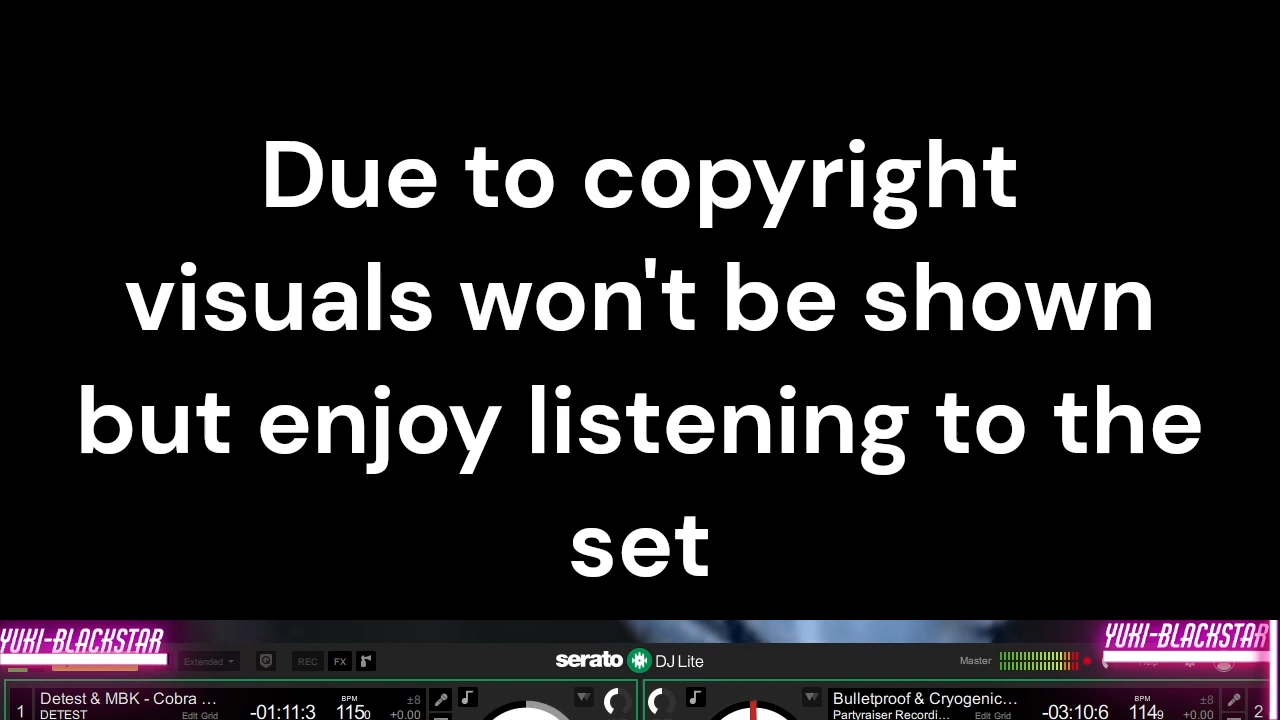 Due to copyright
visuals won't be shown
but enjoy listening to the
set
YUKI-BLACKSTAR
YUKI-BLACKSTAR
Extended
REC FX
serato DJ Lite
Master
Help
1 Detest & MBK - Cobra ...
DETEST
Edit Grid
-01:11:3
BPM
115.0
±8
+0.00
Bulletproof & Cryogenic...
Partyraiser Recordi...
Edit Grid
-03:10:6
BPM
114.9
±8
+0.00
2